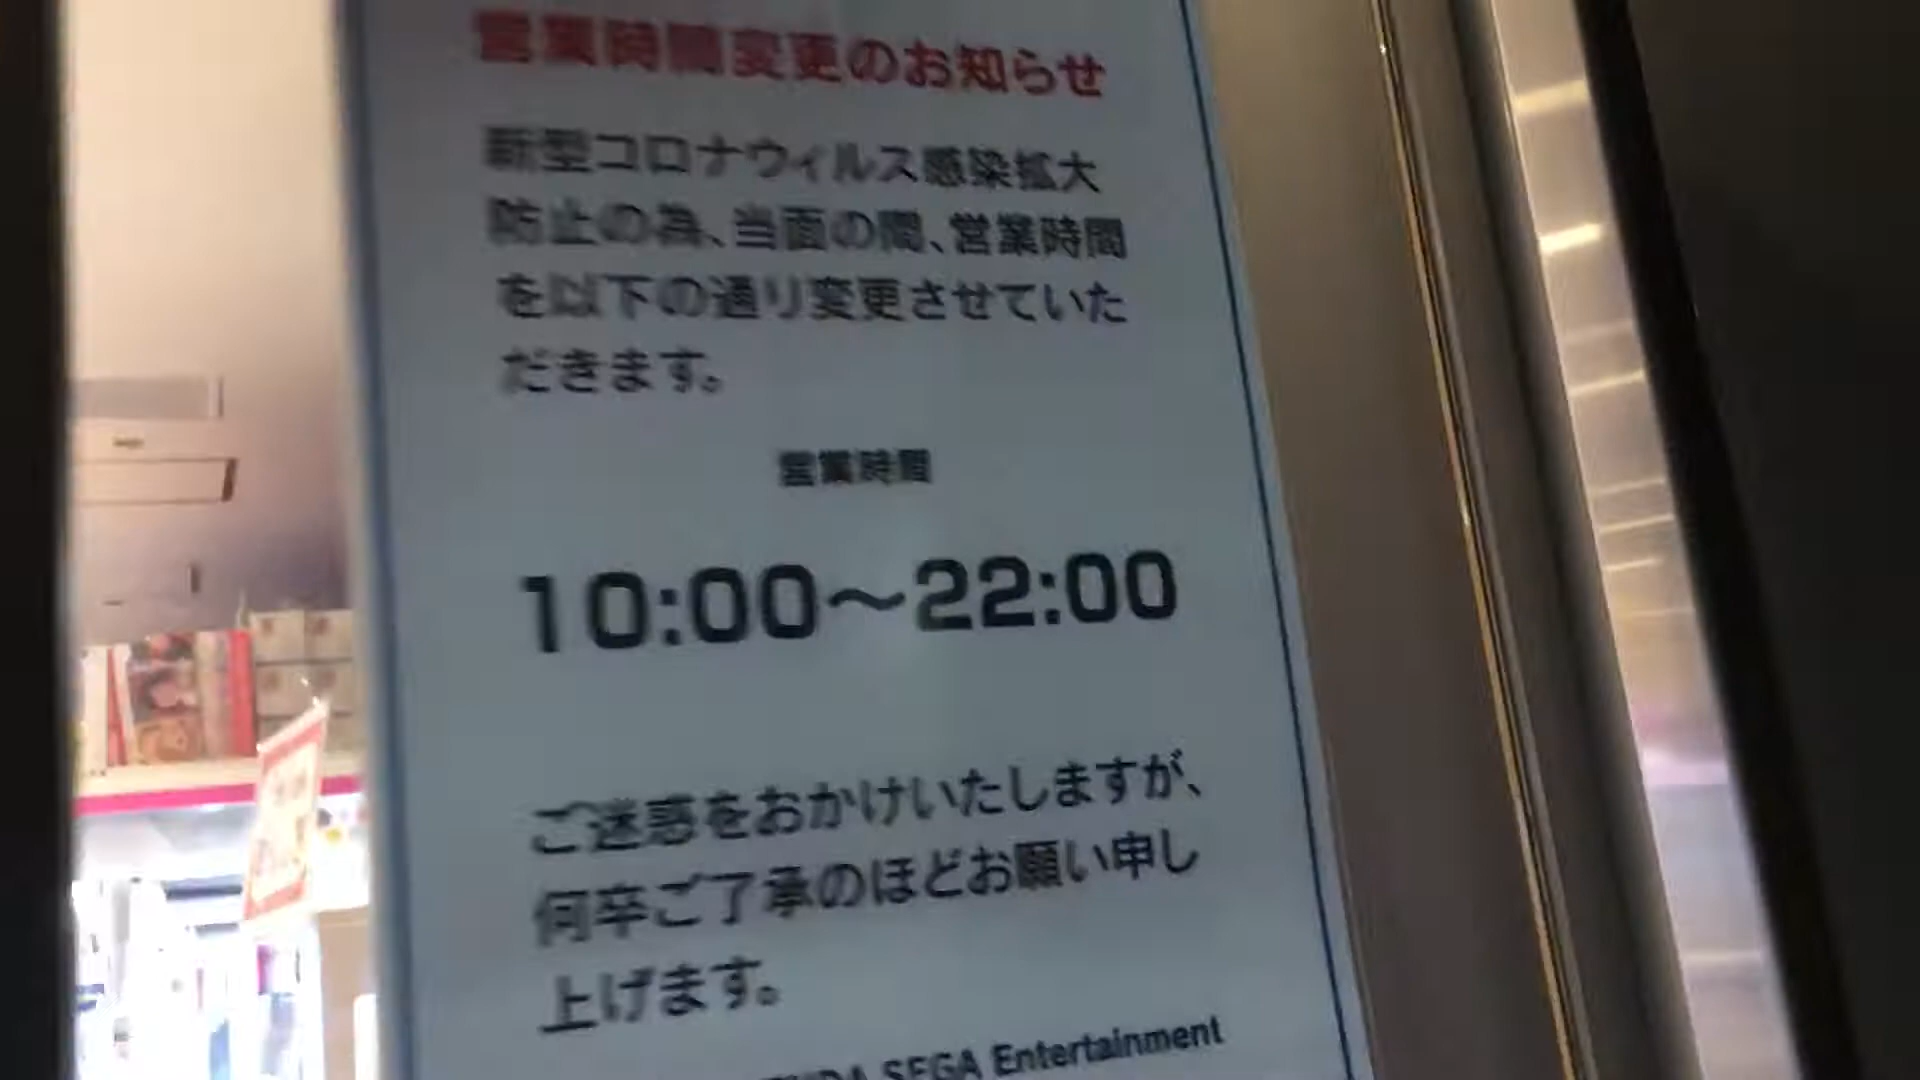 営業時間変更のお知らせ
新型コロナウィルス感染拡大
防止の為、当面の間、営業時間
を以下の通り変更させていた
だきます。
営業時間
10:00～22:00
ご迷惑をおかけいたしますが、
何卒ご了承のほどお願い申し
上げます。
SEGA Entertainment